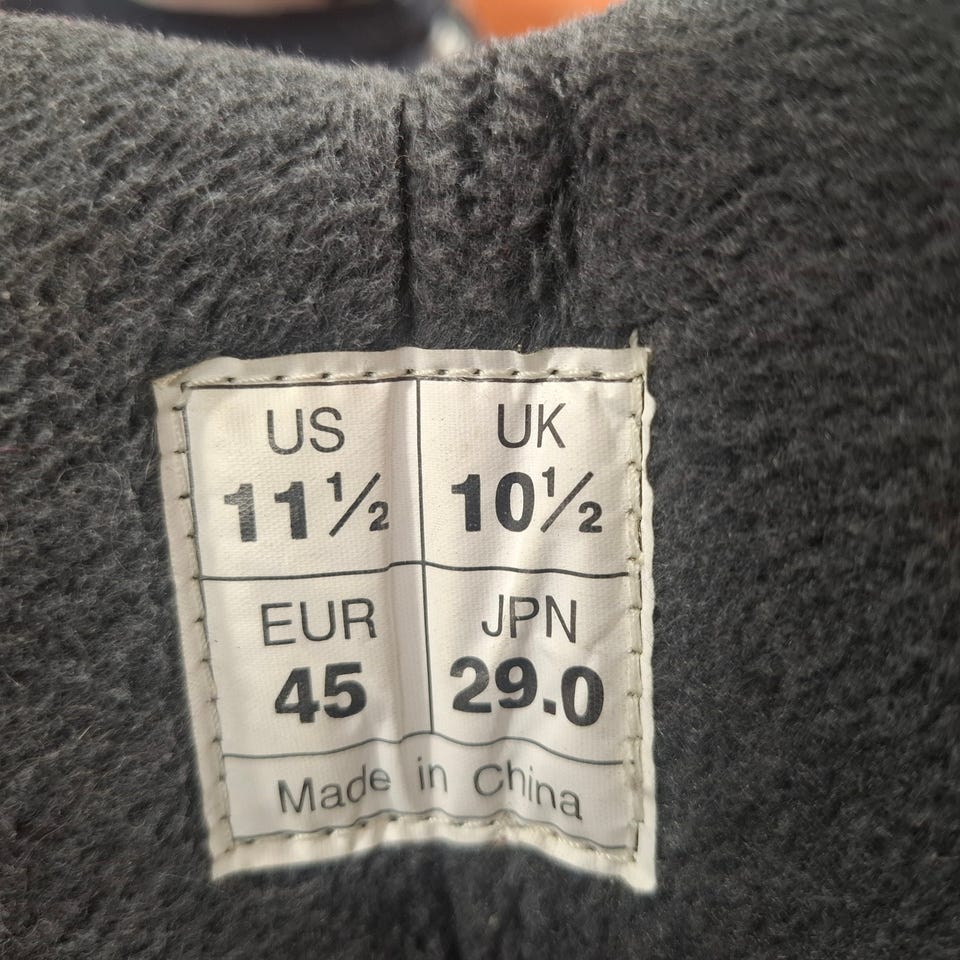 US UK
11½ 10½
EUR JPN
45 29.0
Made in China